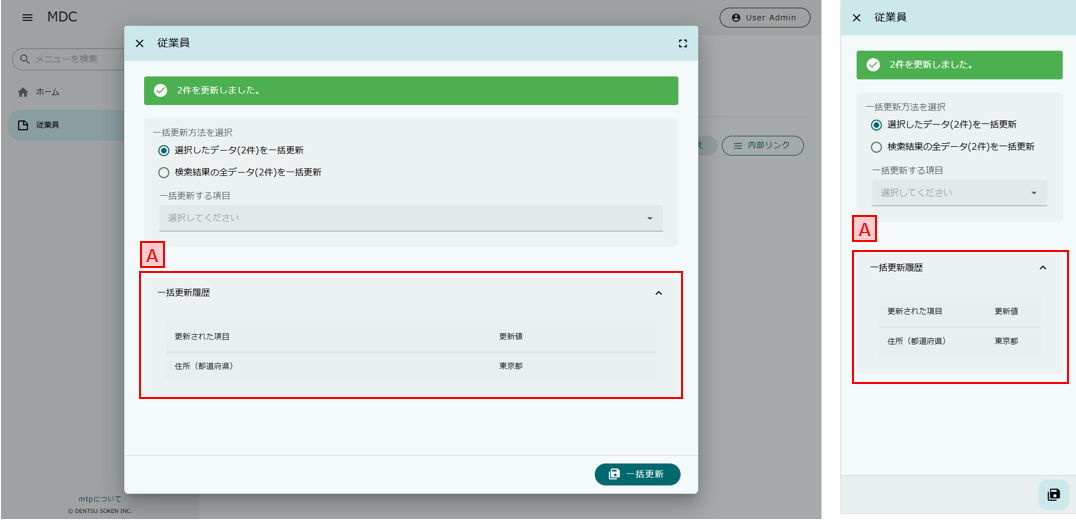 MDC
User Admin
メニューを検索
ホーム
従業員
内部リンク
mtpについて
© DENTSU SOKEN INC.
従業員
2件を更新しました。
一括更新方法を選択
選択したデータ(2件)を一括更新
検索結果の全データ(2件)を一括更新
一括更新する項目
選択してください
A
一括更新履歴
更新された項目 更新値
住所（都道府県） 東京都
一括更新
従業員
2件を更新しました。
一括更新方法を選択
選択したデータ(2件)を一括更新
検索結果の全データ(2件)を一括更新
一括更新する項目
選択してください
A
一括更新履歴
更新された項目 更新値
住所（都道府県） 東京都